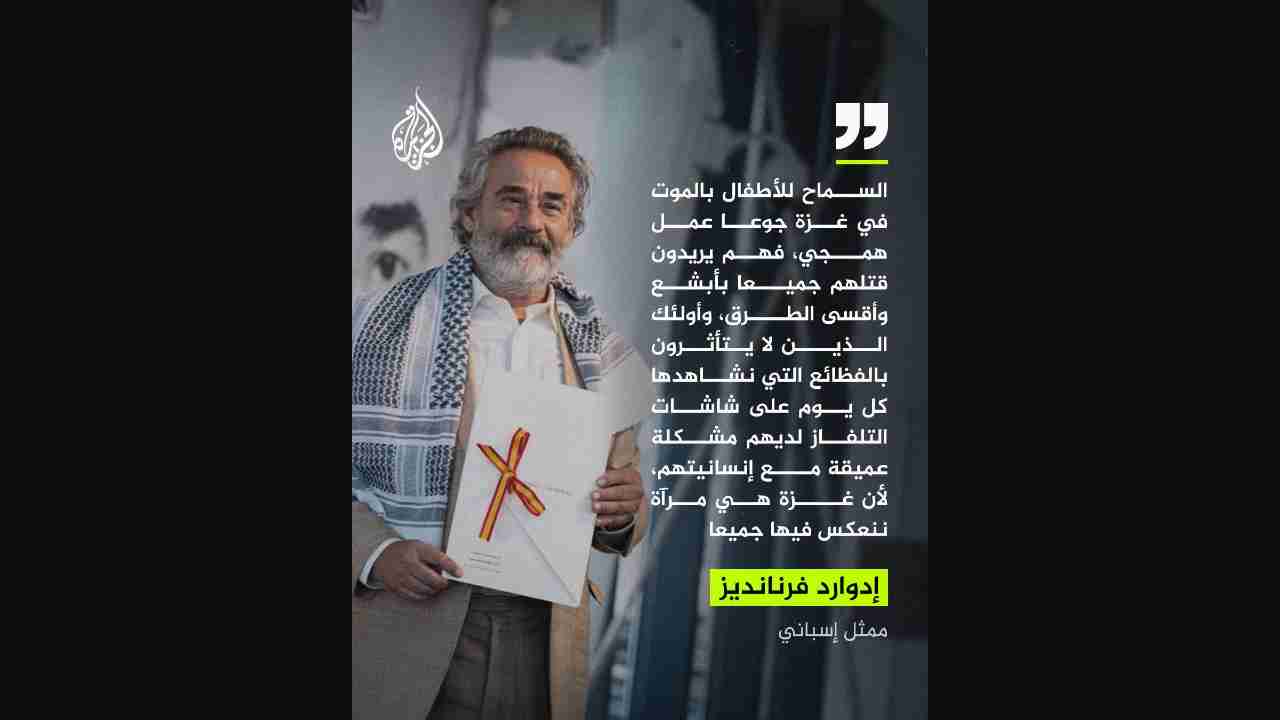 الجزيرة
السماح للأطفال بالموت
في غزة جوعا عمل
همجي، فهم يريدون
قتلهم جميعا بأبشع
وأقسى الطرق، وأولئك
الذين لا يتأثرون
بالفظائع التي نشاهدها
كل يوم على شاشات
التلفاز لديهم مشكلة
عميقة مع إنسانيتهم،
لأن غزة هي مرآة
ننعكس فيها جميعا
إدوارد فرنانديز
ممثل إسباني